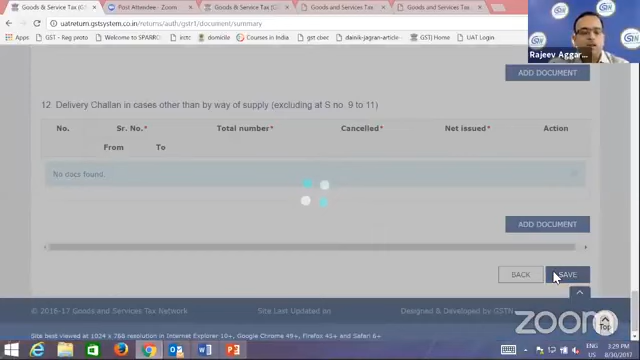 Goods & Service Tax (G
Post Attendee - Zoom
Goods & Service Tax (GS
Goods and Services Tax
Goods and Services Tax
uatreturn.gstsystem.co.in/returns/auth/gstr1/document/summary
GST - Reg proto
Welcome to SPARRO
irctc
domicile
Courses in India
gst cirs
dainik-jagran-article-
GST| Home Page
UAT Login
GSTN
Rajeev Aggar...
ADD DOCUMENT
12 Delivery Challan in cases other than by way of supply (excluding at S no. 9 to 11)
No. Sr. No.* Total number* Cancelled* Net issued* Action
From To
No docs found.
ADD DOCUMENT
BACK SAVE
© 2016-17 Goods and Services Tax Network Site Last Updated on Designed & Developed by GSTN
Top
zoom
Site best viewed at 1024 x 768 resolution in Internet Explorer 10+, Google Chrome 49+, Firefox 45+ and Safari 6+
ENG
US
3:29 PM
8/30/2017